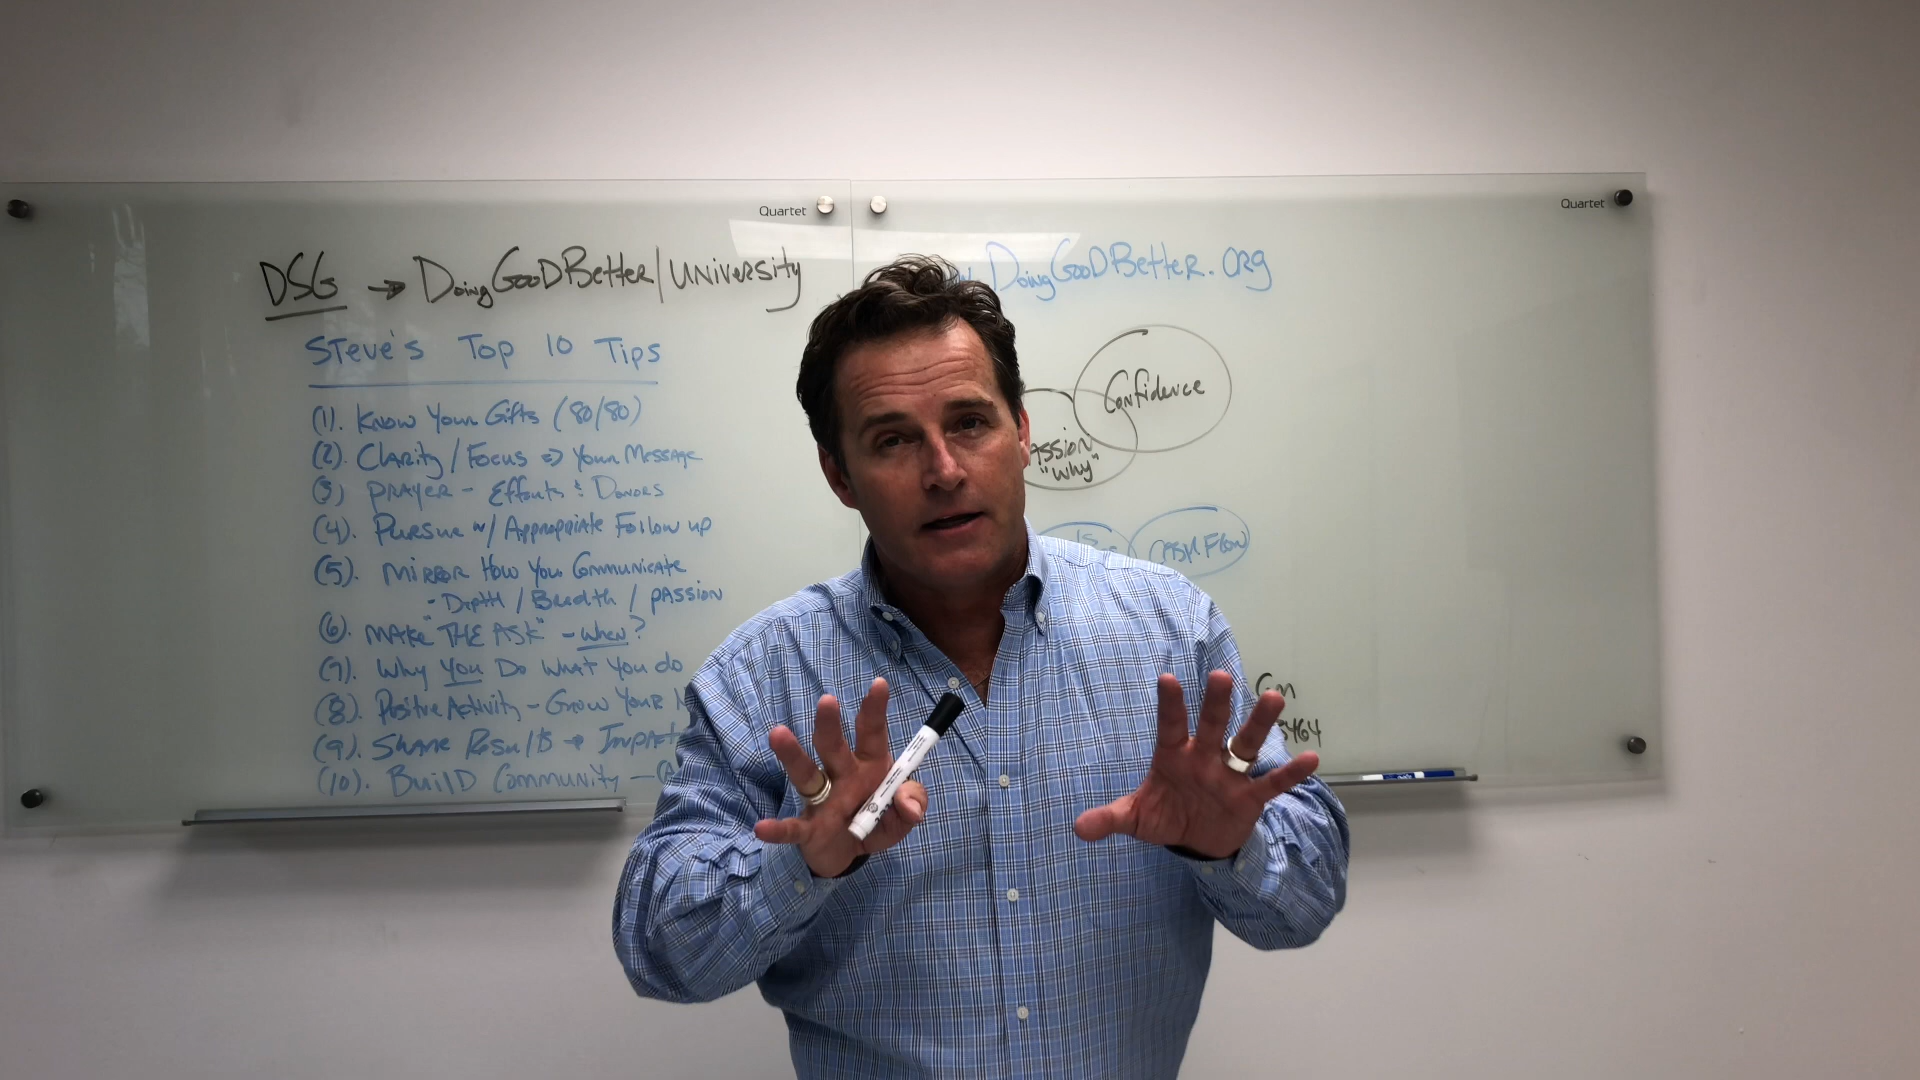 Quartet
Quartet
DSG → DoingGooDBetter/University
DoingGooDBetter.org
Steve's Top 10 Tips
(1). Know Your Gifts (80/80)
(2). Clarity / Focus => Your Message
(3) Prayer - Efforts & Donors
(4). Pursue w/ Appropriate Follow up
(5). Mirror How You Communicate
- Depth / Breadth / Passion
(6). Make "THE ASK" - When?
(7). Why You Do What You do
(8). Positive Activity - Grow Your
(9). Share Results → Impact
(10). Build Community -
Confidence
assion
"Why"
Cash Flow
3464